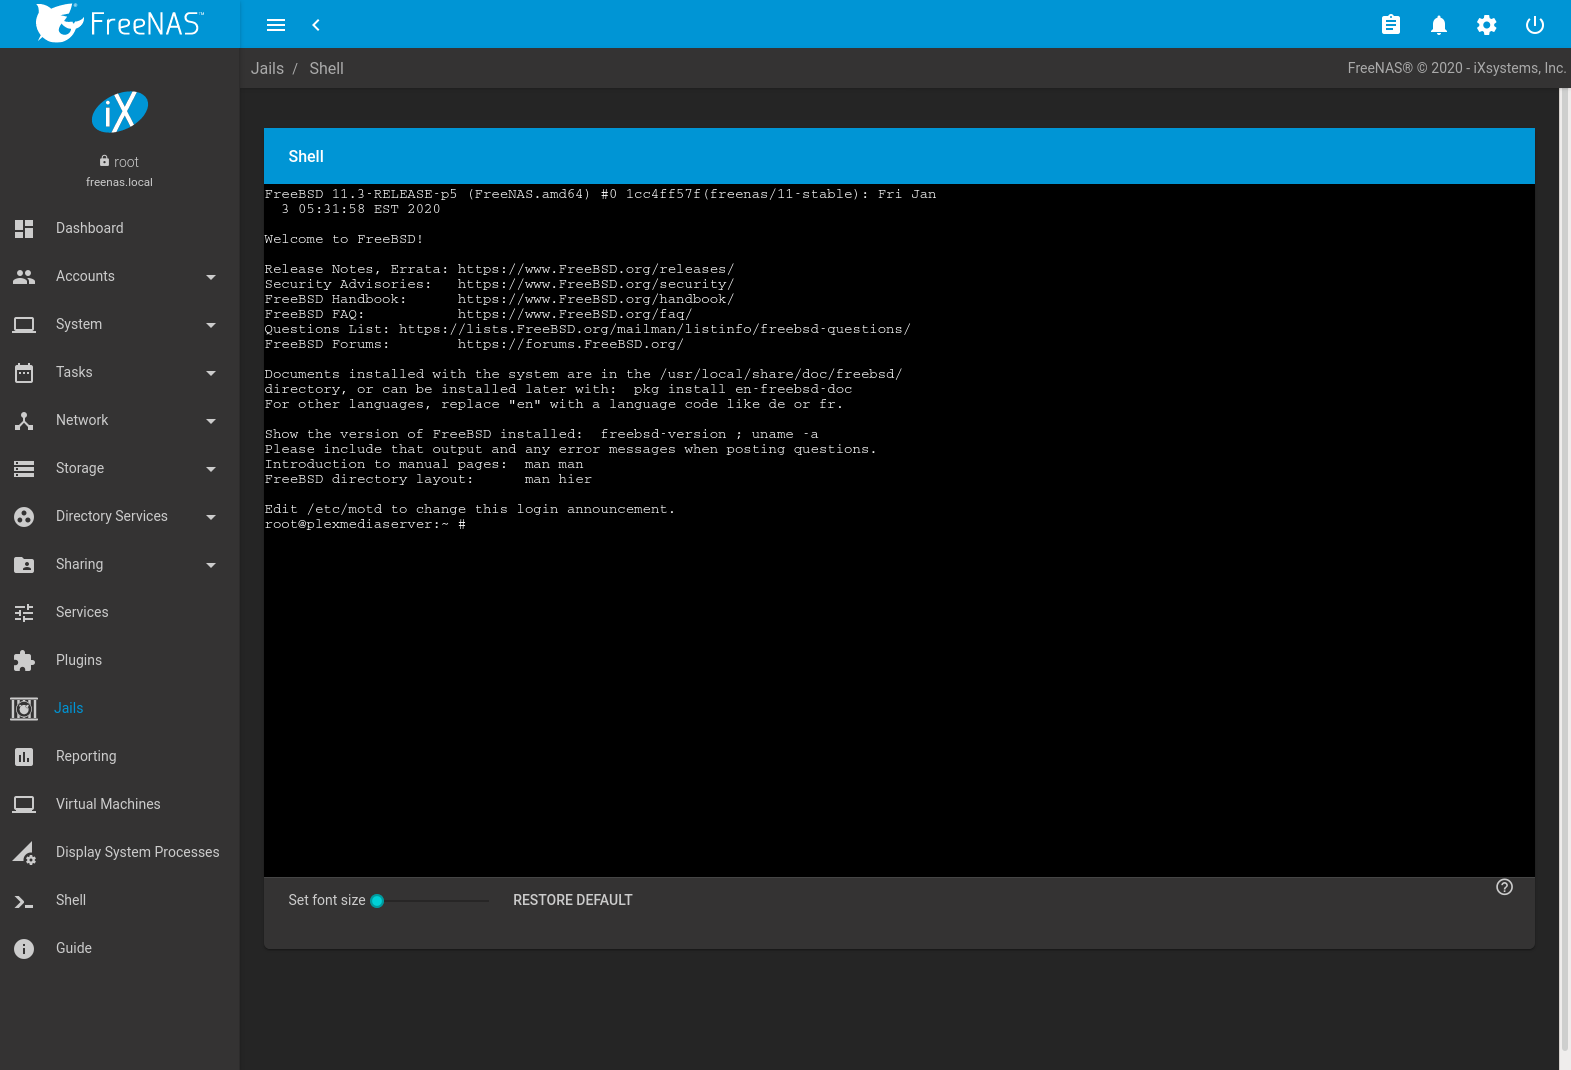 FreeNAS™
Jails / Shell
FreeNAS® © 2020 - iXsystems, Inc.
iX
root
freenas.local
Dashboard
Accounts
System
Tasks
Network
Storage
Directory Services
Sharing
Services
Plugins
Jails
Reporting
Virtual Machines
Display System Processes
Shell
Guide
Shell
FreeBSD 11.3-RELEASE-p5 (FreeNAS.amd64) #0 1cc4ff57f(freenas/11-stable): Fri Jan
  3 05:31:58 EST 2020
Welcome to FreeBSD!
Release Notes, Errata: https://www.FreeBSD.org/releases/
Security Advisories:   https://www.FreeBSD.org/security/
FreeBSD Handbook:      https://www.FreeBSD.org/handbook/
FreeBSD FAQ:           https://www.FreeBSD.org/faq/
Questions List: https://lists.FreeBSD.org/mailman/listinfo/freebsd-questions/
FreeBSD Forums:        https://forums.FreeBSD.org/
Documents installed with the system are in the /usr/local/share/doc/freebsd/
directory, or can be installed later with:  pkg install en-freebsd-doc
For other languages, replace "en" with a language code like de or fr.
Show the version of FreeBSD installed:  freebsd-version ; uname -a
Please include that output and any error messages when posting questions.
Introduction to manual pages:  man man
FreeBSD directory layout:      man hier
Edit /etc/motd to change this login announcement.
root@plexmediaserver:~ #
Set font size
RESTORE DEFAULT